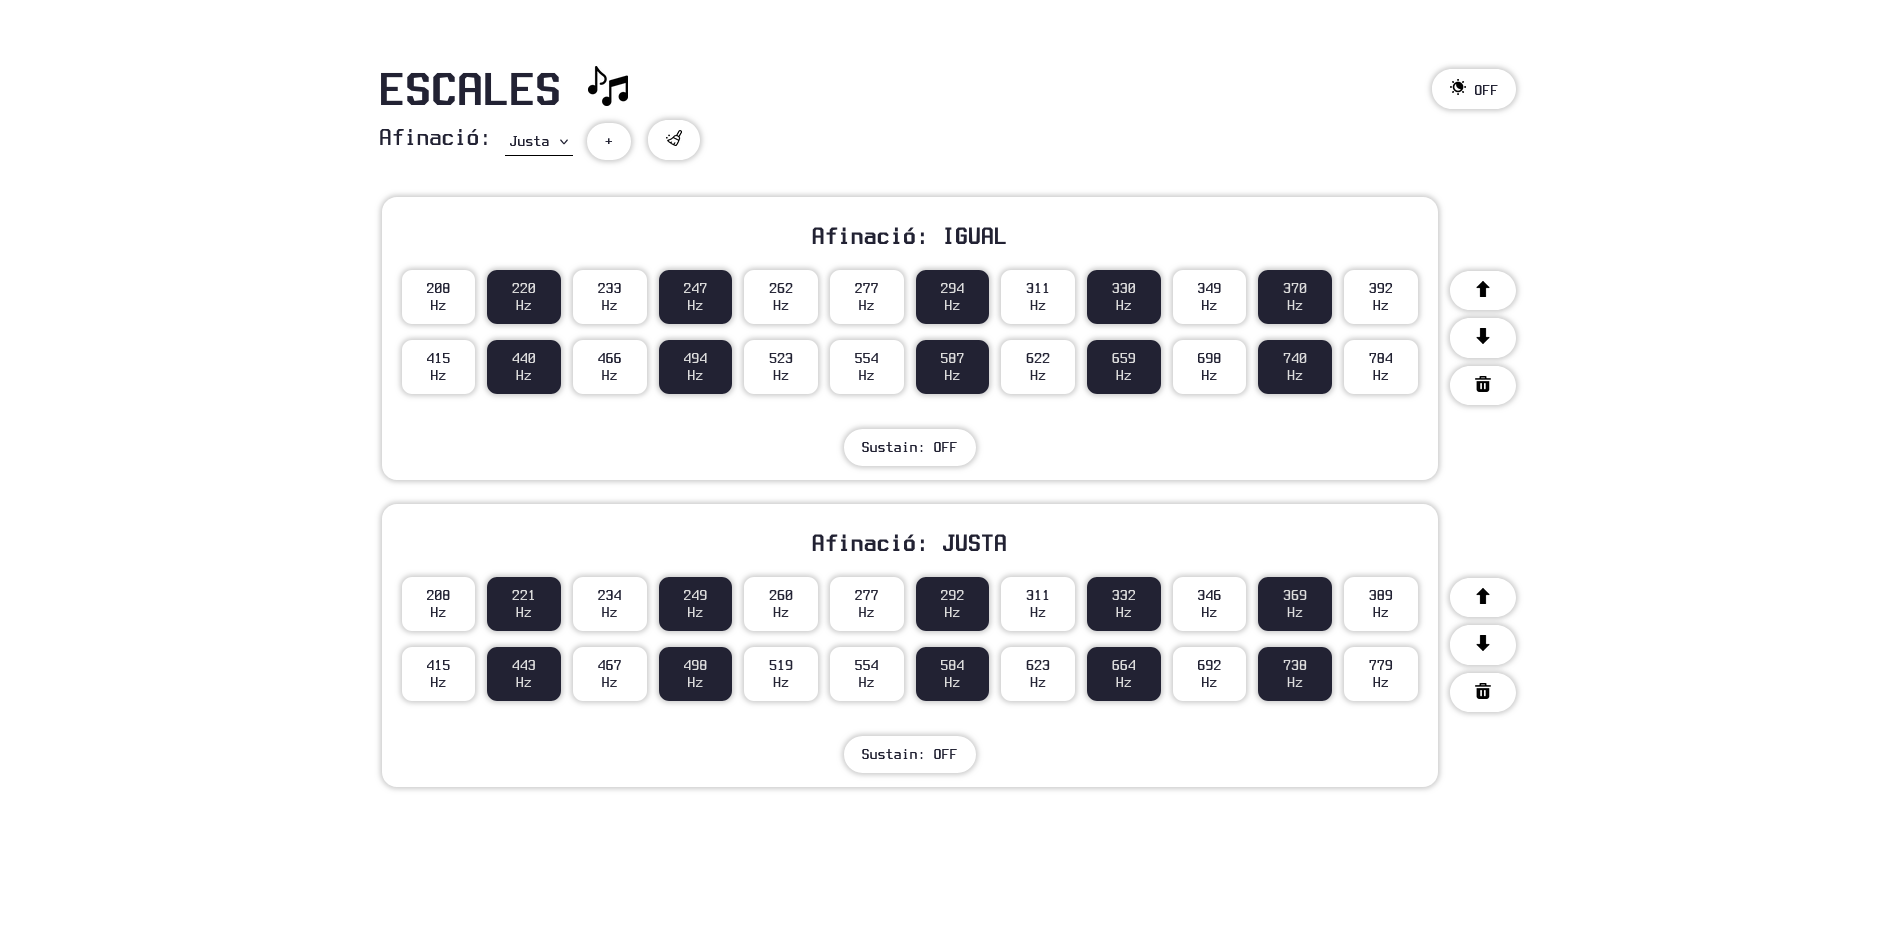 ESCALES
OFF
Afinació: Justa +
Afinació: IGUAL
208 220 233 247 262 277 294 311 330 349 370 392
Hz Hz Hz Hz Hz Hz Hz Hz Hz Hz Hz Hz
415 440 466 494 523 554 587 622 659 698 740 784
Hz Hz Hz Hz Hz Hz Hz Hz Hz Hz Hz Hz
Sustain: OFF
Afinació: JUSTA
208 221 234 249 260 277 292 311 332 346 369 389
Hz Hz Hz Hz Hz Hz Hz Hz Hz Hz Hz Hz
415 443 467 498 519 554 584 623 664 692 738 779
Hz Hz Hz Hz Hz Hz Hz Hz Hz Hz Hz Hz
Sustain: OFF